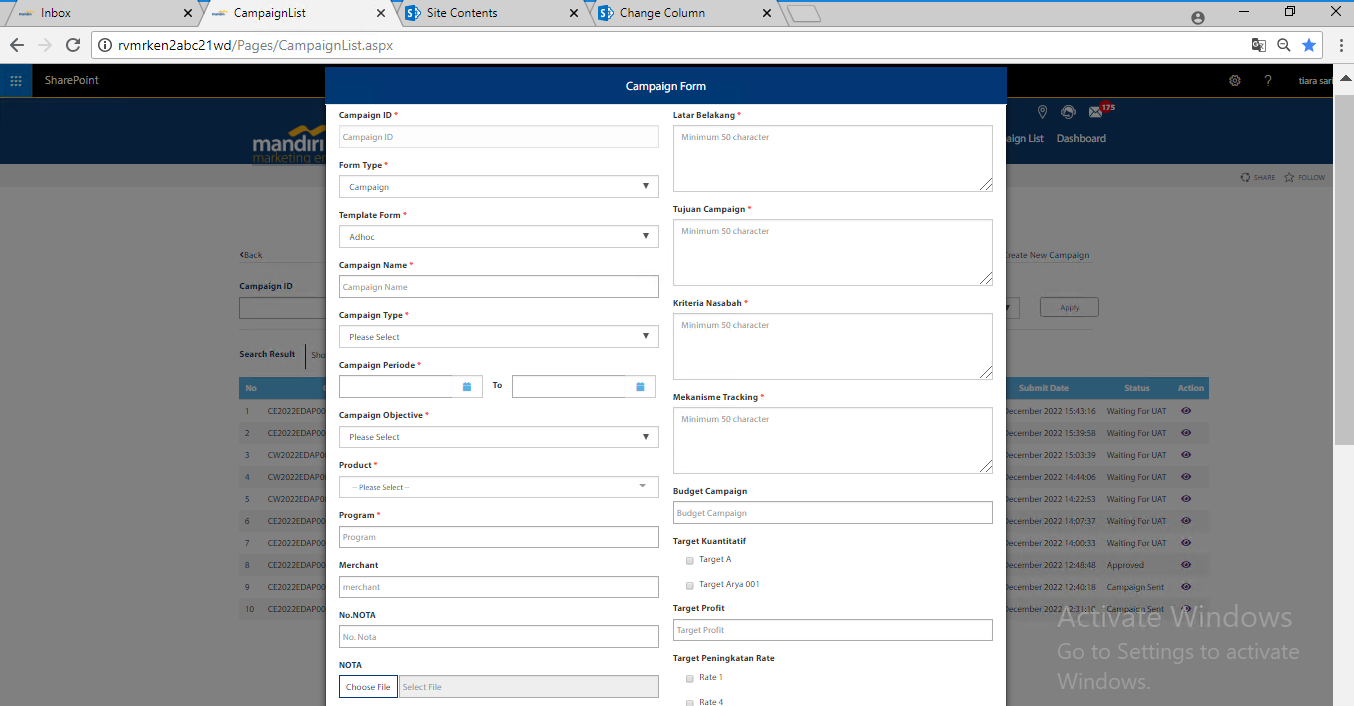 Inbox
CampaignList
Site Contents
Change Column
rvmrken2abc21wd/Pages/CampaignList.aspx
SharePoint
tiara sari
Campaign Form
175
mandiri
marketing
List
Dashboard
SHARE
FOLLOW
Campaign ID *
Campaign ID
Form Type *
Campaign
Template Form *
Adhoc
Campaign Name *
Campaign Name
Campaign Type *
Please Select
Campaign Periode *
To
Campaign Objective *
Please Select
Product *
-- Please Select --
Program *
Program
Merchant
merchant
No.NOTA
No. Nota
NOTA
Choose File
Select File
Latar Belakang *
Minimum 50 character
Tujuan Campaign *
Minimum 50 character
Kriteria Nasabah *
Minimum 50 character
Mekanisme Tracking *
Minimum 50 character
Budget Campaign
Budget Campaign
Target Kuantitatif
Target A
Target Arya 001
Target Profit
Target Profit
Target Peningkatan Rate
Rate 1
Rate 4
<Back
New Campaign
Campaign ID
Apply
Search Result
No Submit Date Status Action
1 CE2022EDAP00 December 2022 15:43:16 Waiting For UAT
2 CE2022EDAP00 December 2022 15:39:58 Waiting For UAT
3 CW2022EDAP00 December 2022 15:03:39 Waiting For UAT
4 CW2022EDAP00 December 2022 14:44:06 Waiting For UAT
5 CW2022EDAP00 December 2022 14:22:53 Waiting For UAT
6 CE2022EDAP00 December 2022 14:07:37 Waiting For UAT
7 CE2022EDAP00 December 2022 14:00:33 Waiting For UAT
8 CE2022EDAP00 December 2022 12:48:48 Approved
9 CE2022EDAP00 December 2022 12:40:18 Campaign Sent
10 CE2022EDAP00 December 2022 Campaign Sent
Activate Windows
Go to Settings to activate
Windows.